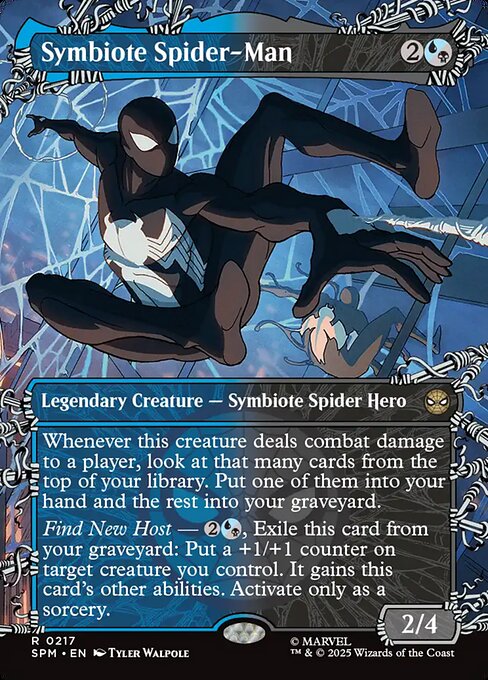 Symbiote Spider-Man 2
Legendary Creature — Symbiote Spider Hero
Whenever this creature deals combat damage
to a player, look at that many cards from the
top of your library. Put one of them into your
hand and the rest into your graveyard.
Find New Host — 2, Exile this card from
your graveyard: Put a +1/+1 counter on
target creature you control. It gains this
card's other abilities. Activate only as a
sorcery.
2/4
R 0217
SPM • EN TYLER WALPOLE
© MARVEL
™ & © 2025 Wizards of the Coast